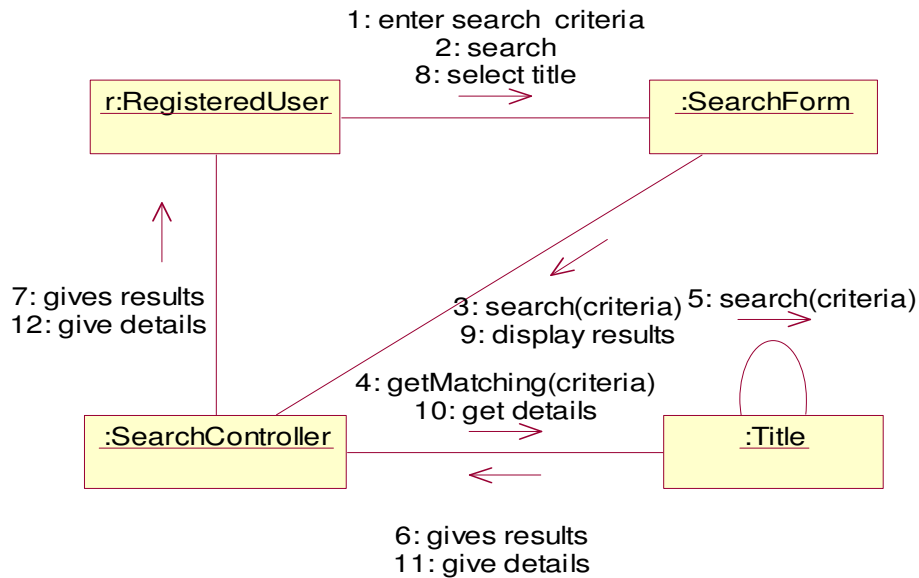 1: enter search criteria
2: search
8: select title
r:RegisteredUser
:SearchForm
7: gives results
12: give details
3: search(criteria)
9: display results
5: search(criteria)
4: getMatching(criteria)
10: get details
:SearchController
:Title
6: gives results
11: give details